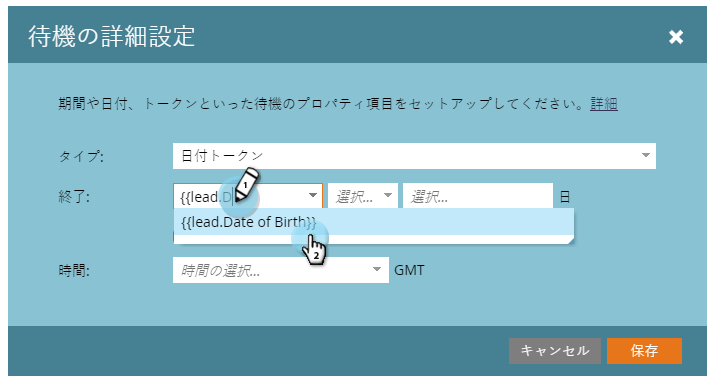 待機の詳細設定
期間や日付、トークンといった待機のプロパティ項目をセットアップしてください。詳細
タイプ: 日付トークン
終了: {{lead.D 選択... 選択... 日
1
{{lead.Date of Birth}}
2
時間: 時間の選択... GMT
キャンセル 保存